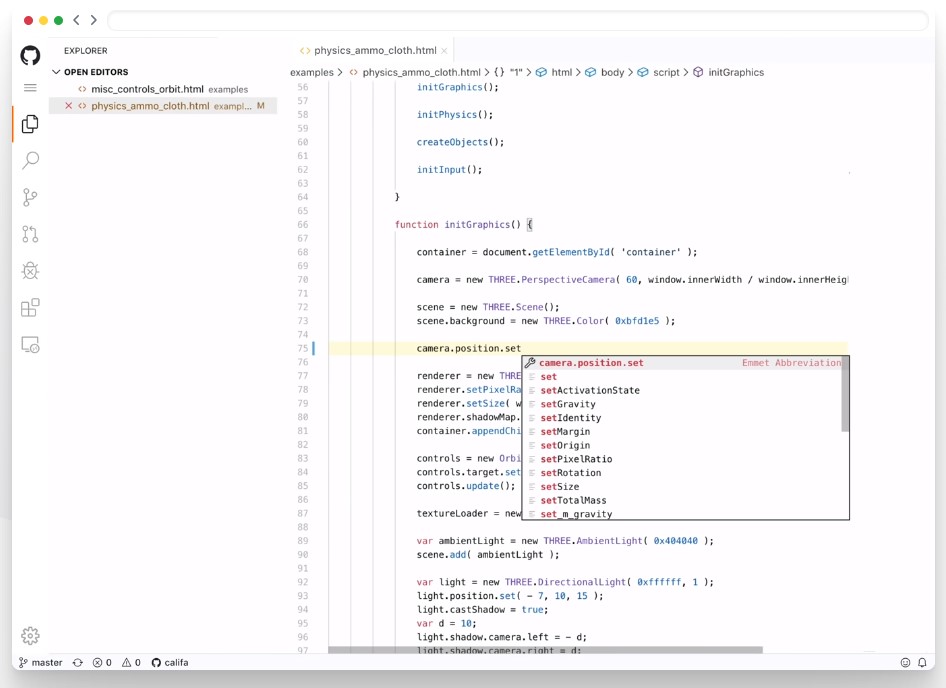 EXPLORER
OPEN EDITORS
misc_controls_orbit.html examples
physics_ammo_cloth.html exampl... M
physics_ammo_cloth.html
examples > physics_ammo_cloth.html > {} "1" > html > body > script > initGraphics
56 initGraphics();
57
58 initPhysics();
59
60 createObjects();
61
62 initInput();
63
64 }
65
66 function initGraphics() {
67
68 container = document.getElementById( 'container' );
69
70 camera = new THREE.PerspectiveCamera( 60, window.innerWidth / window.innerHeig
71
72 scene = new THREE.Scene();
73 scene.background = new THREE.Color( 0xbfd1e5 );
74
75 camera.position.set
76
77 renderer = new THRE
78 renderer.setPixelRa
79 renderer.setSize( w
80 renderer.shadowMap.
81 container.appendChi
82
83 controls = new Orbi
84 controls.target.set
85 controls.update();
86
87 textureLoader = new
88
89 var ambientLight = new THREE.AmbientLight( 0x404040 );
90 scene.add( ambientLight );
91
92 var light = new THREE.DirectionalLight( 0xffffff, 1 );
93 light.position.set( - 7, 10, 15 );
94 light.castShadow = true;
95 var d = 10;
96 light.shadow.camera.left = - d;
97 light.shadow.camera.right = d;
camera.position.set Emmet Abbreviation
set
setActivationState
setGravity
setIdentity
setMargin
setOrigin
setPixelRatio
setRotation
setSize
setTotalMass
set_m_gravity
master 0 0 califa